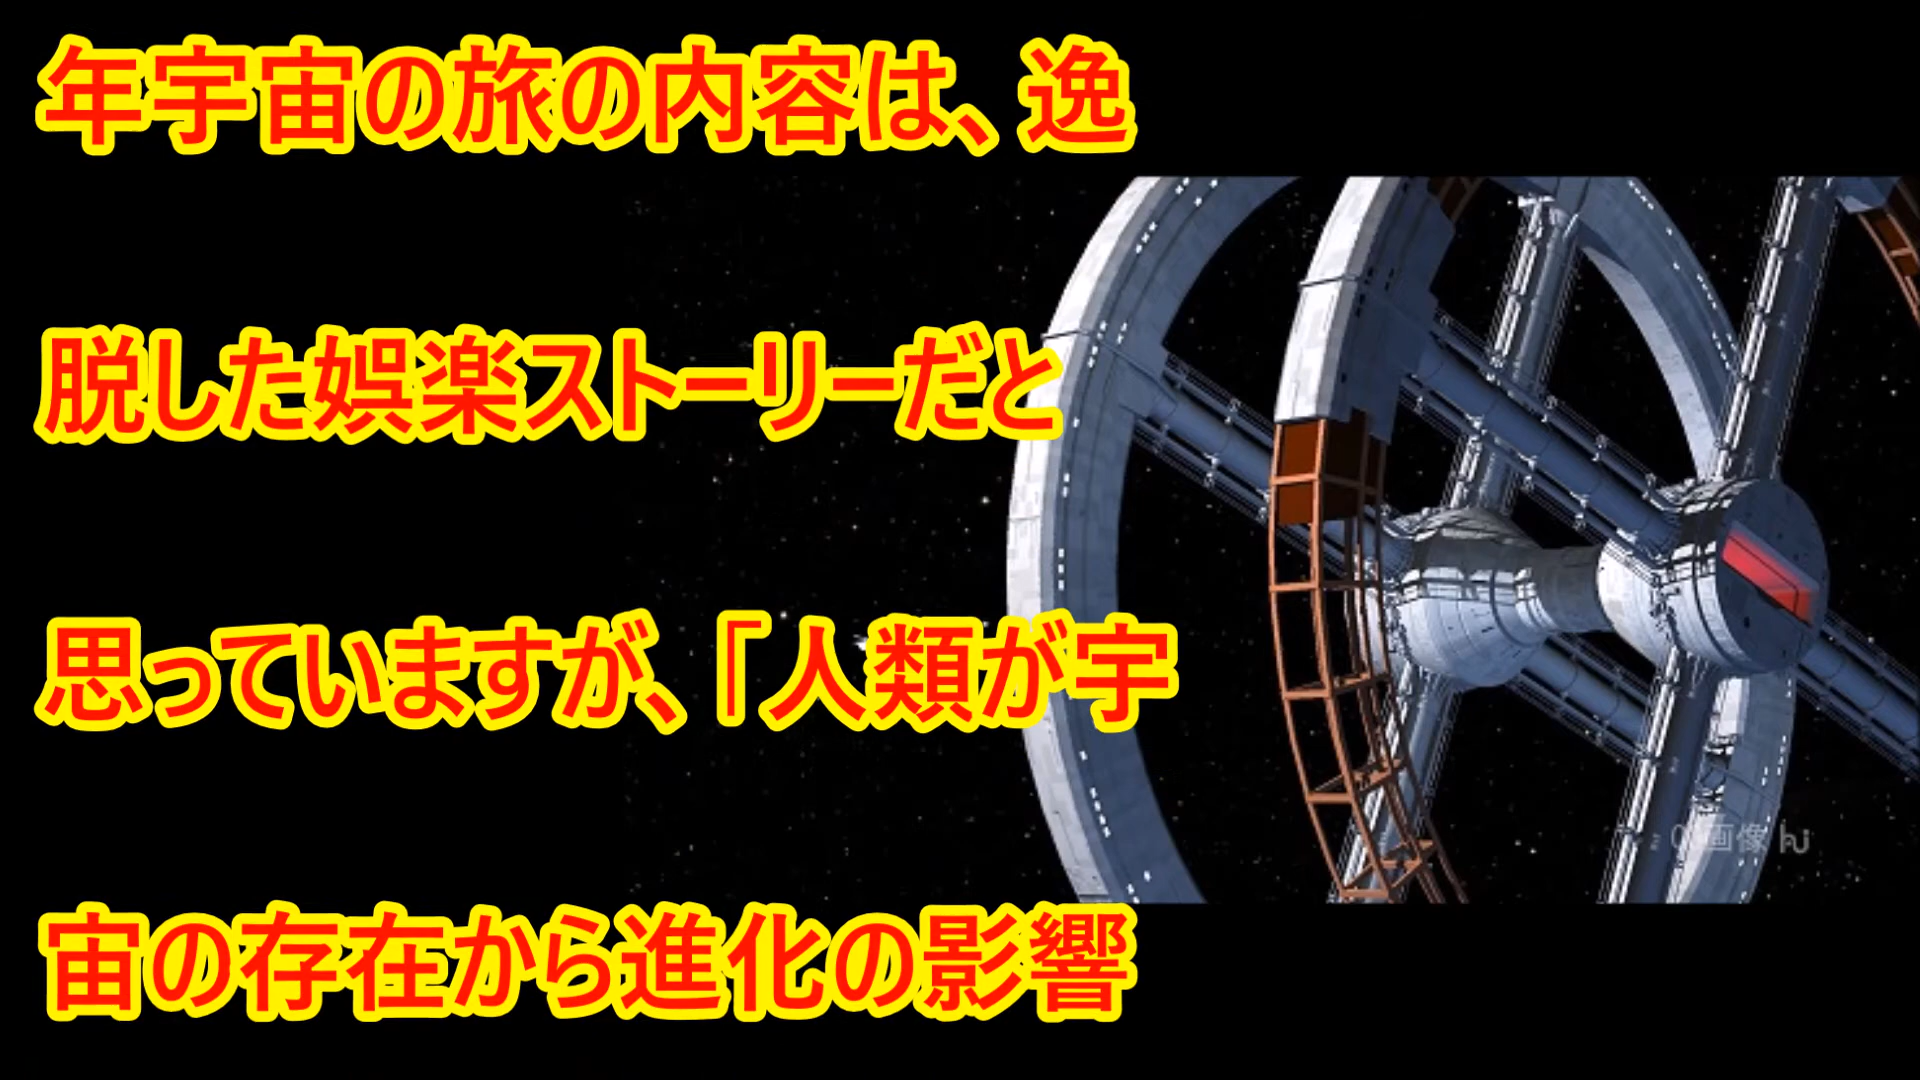 年宇宙の旅の内容は、逸
脱した娯楽ストーリーだと
思っていますが、「人類が宇
宙の存在から進化の影響
画像